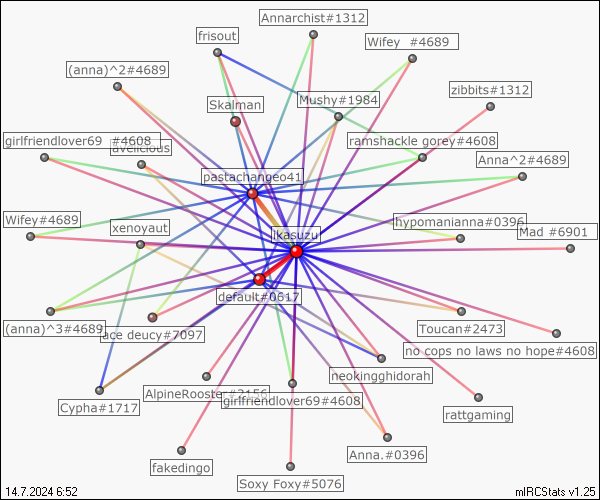 Annarchist#1312
frisout
Wifey_ #4689
(anna)^2#4689
zibbits#1312
Skalman
Mushy#1984
girlfriendlover69_#4608
ramshackle gorey#4608
avelicious
Anna^2#4689
pastachangeo41
Wifey#4689
xenoyaut
hypomanianna#0396
ikasuzu
Mad_#6901
default#0617
(anna)^3#4689
ace deucy#7097
Toucan#2473
no cops no laws no hope#4608
neokingghidorah
AlpineRooster#3156
girlfriendlover69#4608
Cypha#1717
rattgaming
Anna.#0396
fakedingo
Soxy Foxy#5076
14.7.2024 6:52
mIRCStats v1.25